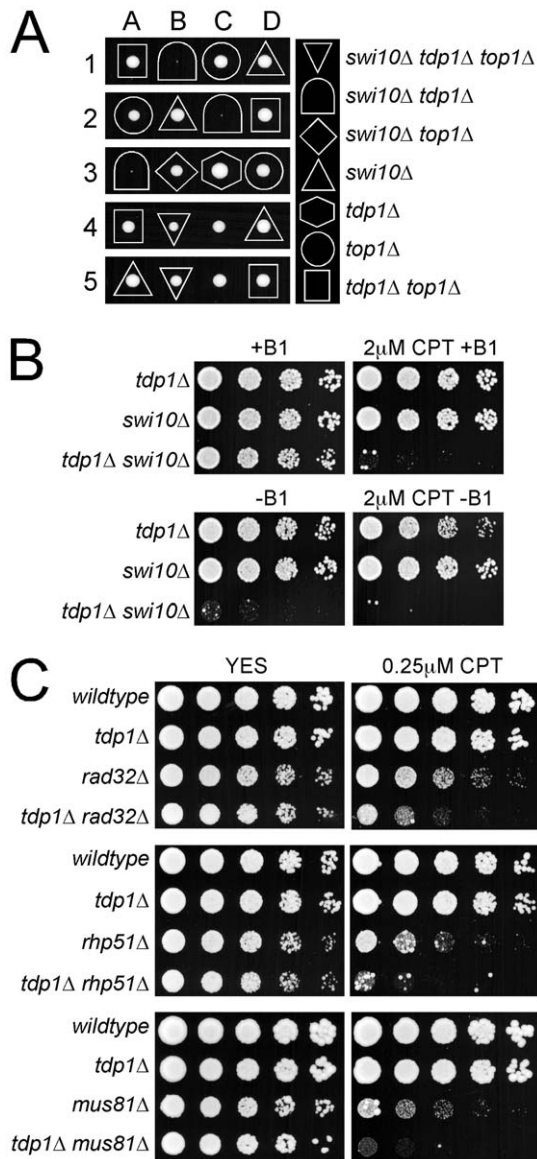 A
A B C D
1
2
3
4
5
swi10Δ tdp1Δ top1Δ
swi10Δ tdp1Δ
swi10Δ top1Δ
swi10Δ
tdp1Δ
top1Δ
tdp1Δ top1Δ
B
+B1 2μM CPT +B1
tdp1Δ
swi10Δ
tdp1Δ swi10Δ
-B1 2μM CPT -B1
tdp1Δ
swi10Δ
tdp1Δ swi10Δ
C
YES 0.25μM CPT
wildtype
tdp1Δ
rad32Δ
tdp1Δ rad32Δ
wildtype
tdp1Δ
rhp51Δ
tdp1Δ rhp51Δ
wildtype
tdp1Δ
mus81Δ
tdp1Δ mus81Δ